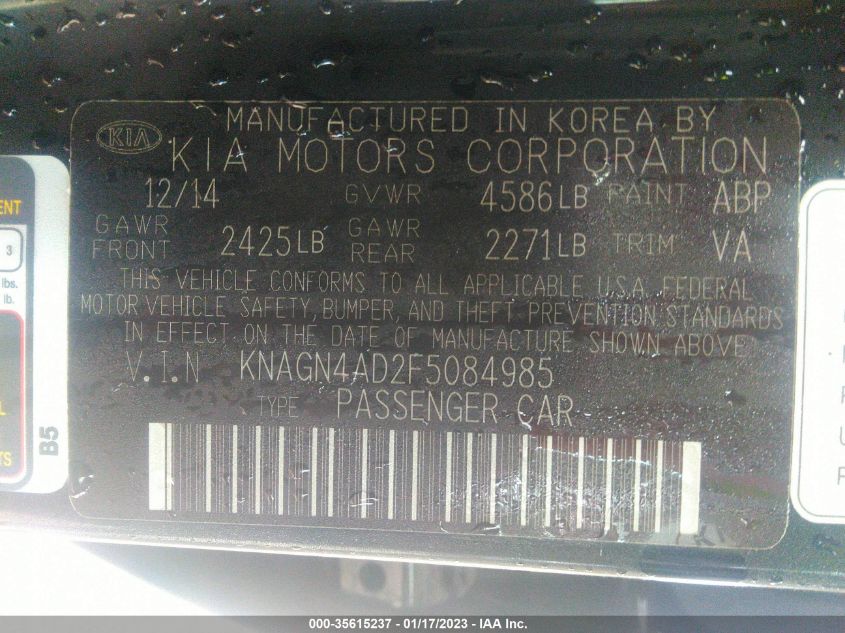 MANUFACTURED IN KOREA BY
KIA KIA MOTORS CORPORATION
12/14 GVWR 4586LB PAINT ABP
GAWR FRONT 2425LB GAWR REAR 2271LB TRIM VA
THIS VEHICLE CONFORMS TO ALL APPLICABLE U.S.A. FEDERAL
MOTOR VEHICLE SAFETY, BUMPER, AND THEFT PREVENTION STANDARDS
IN EFFECT ON THE DATE OF MANUFACTURE SHOWN ABOVE
V.I.N KNAGN4AD2F5084985
TYPE PASSENGER CAR
3
lbs.
lb.
B5
000-35615237 - 01/17/2023 - IAA Inc.